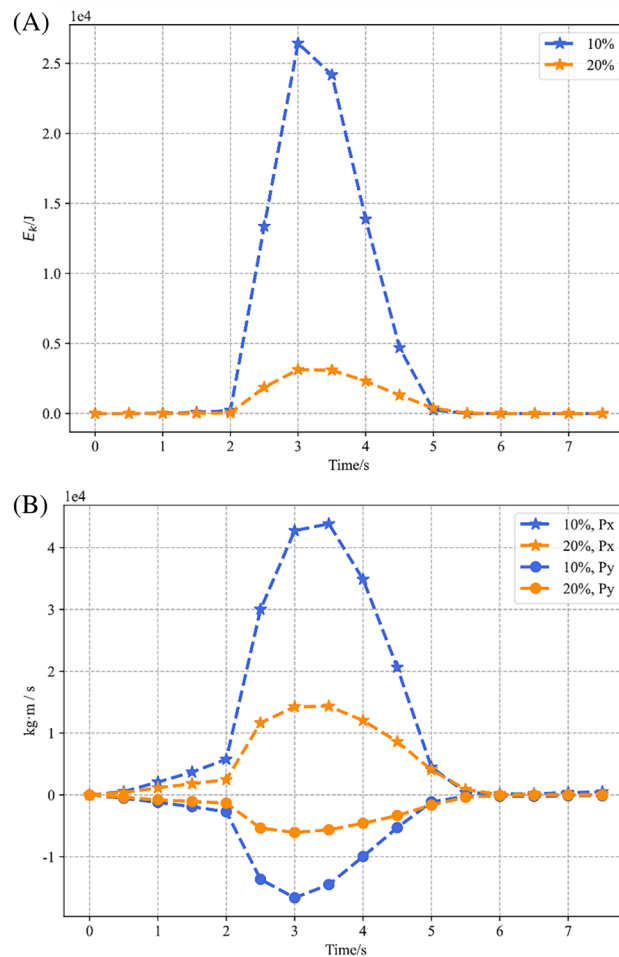 (A)
1e4
10%
20%
2.5
2.0
1.5
1.0
0.5
0.0
E_k/J
0 1 2 3 4 5 6 7
Time/s
(B)
1e4
10%, Px
20%, Px
10%, Py
20%, Py
4
3
2
1
0
-1
kg·m / s
0 1 2 3 4 5 6 7
Time/s